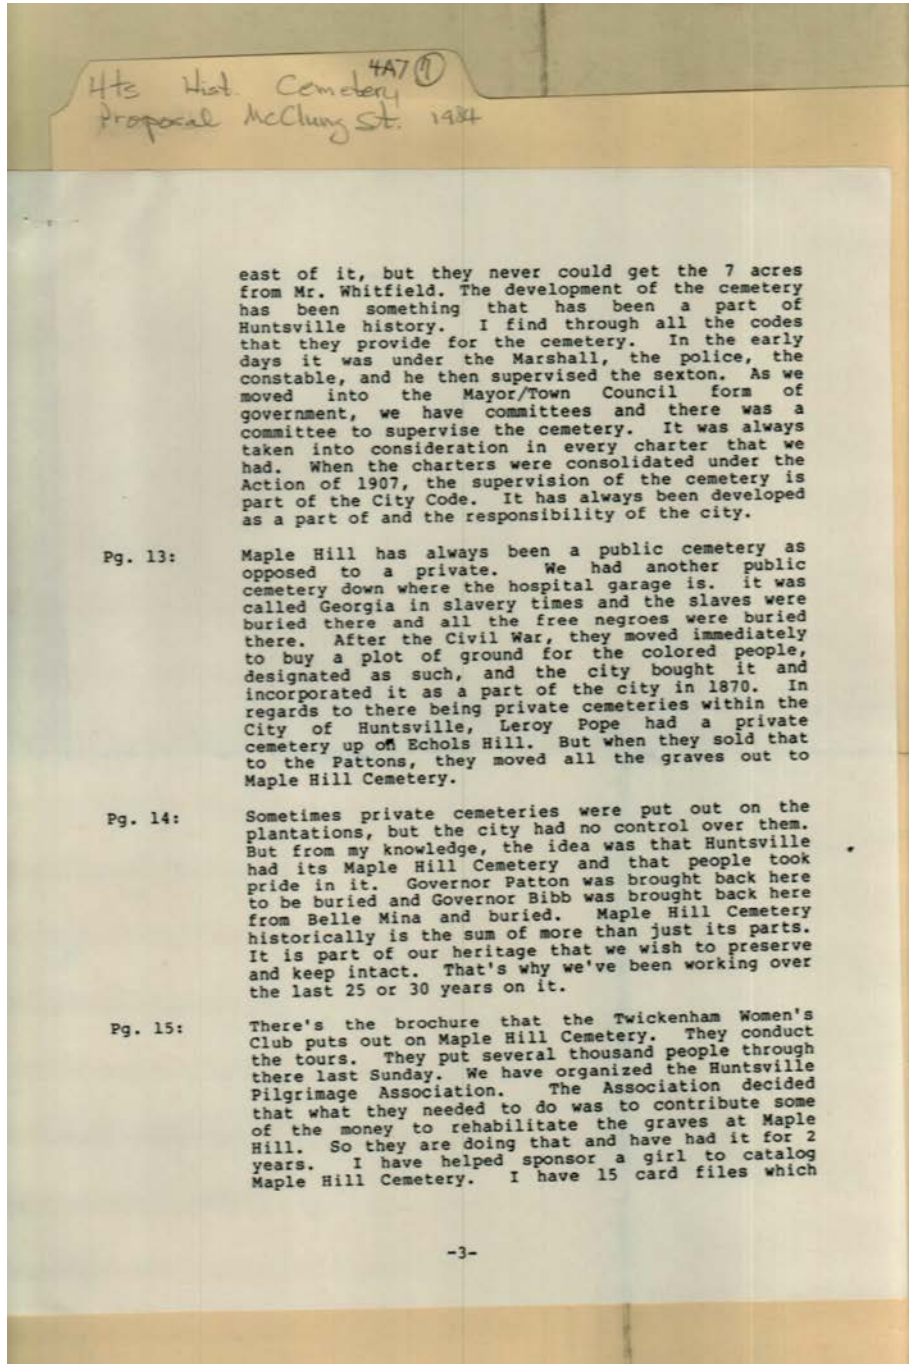 4A7 (7)
Hts Hist. Cemetery
Proposal McClung St. 1984
east of it, but they never could get the 7 acres
from Mr. Whitfield. The development of the cemetery
has been something that has been a part of
Huntsville history. I find through all the codes
that they provide for the cemetery. In the early
days it was under the Marshall, the police, the
constable, and he then supervised the sexton. As we
moved into the Mayor/Town Council form of
government, we have committees and there was a
committee to supervise the cemetery. It was always
taken into consideration in every charter that we
had. When the charters were consolidated under the
Action of 1907, the supervision of the cemetery is
part of the City Code. It has always been developed
as a part of and the responsibility of the city.
Pg. 13: Maple Hill has always been a public cemetery as
opposed to a private. We had another public
cemetery down where the hospital garage is. it was
called Georgia in slavery times and the slaves were
buried there and all the free negroes were buried
there. After the Civil War, they moved immediately
to buy a plot of ground for the colored people,
designated as such, and the city bought it and
incorporated it as a part of the city in 1870. In
regards to there being private cemeteries within the
City of Huntsville, Leroy Pope had a private
cemetery up on Echols Hill. But when they sold that
to the Pattons, they moved all the graves out to
Maple Hill Cemetery.
Pg. 14: Sometimes private cemeteries were put out on the
plantations, but the city had no control over them.
But from my knowledge, the idea was that Huntsville
had its Maple Hill Cemetery and that people took
pride in it. Governor Patton was brought back here
to be buried and Governor Bibb was brought back here
from Belle Mina and buried. Maple Hill Cemetery
historically is the sum of more than just its parts.
It is part of our heritage that we wish to preserve
and keep intact. That's why we've been working over
the last 25 or 30 years on it.
Pg. 15: There's the brochure that the Twickenham Women's
Club puts out on Maple Hill Cemetery. They conduct
the tours. They put several thousand people through
there last Sunday. We have organized the Huntsville
Pilgrimage Association. The Association decided
that what they needed to do was to contribute some
of the money to rehabilitate the graves at Maple
Hill. So they are doing that and have had it for 2
years. I have helped sponsor a girl to catalog
Maple Hill Cemetery. I have 15 card files which
-3-